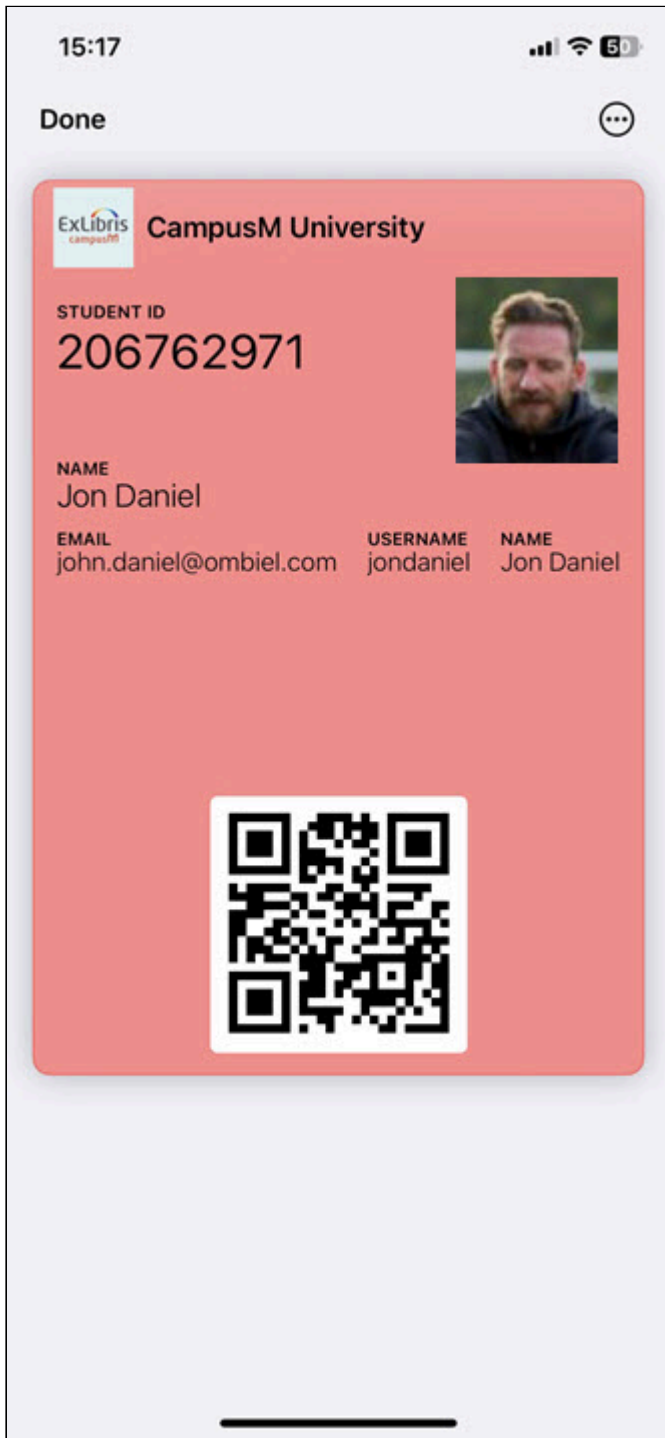 15:17
50
Done
ExLibris
campusM
CampusM University
STUDENT ID
206762971
NAME
Jon Daniel
EMAIL USERNAME NAME
john.daniel@ombiel.com jondaniel Jon Daniel